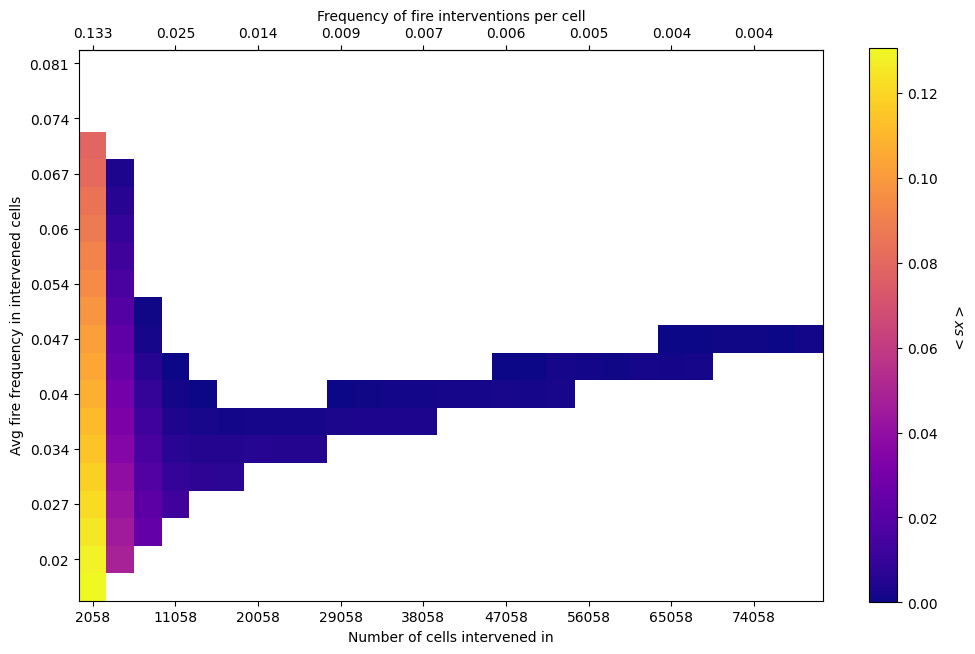 Frequency of fire interventions per cell
0.133 0.025 0.014 0.009 0.007 0.006 0.005 0.004 0.004
Avg fire frequency in intervened cells
0.081
0.074
0.067
0.06
0.054
0.047
0.04
0.034
0.027
0.02
2058 11058 20058 29058 38058 47058 56058 65058 74058
Number of cells intervened in
0.12
0.10
0.08
0.06
0.04
0.02
0.00
< sx >